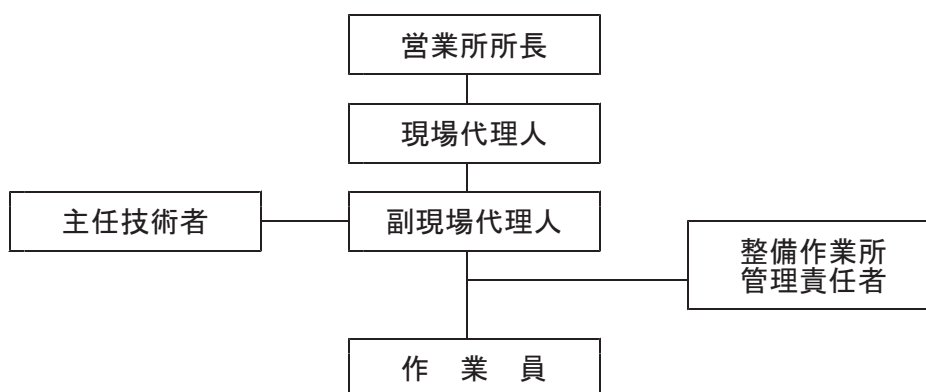 営業所所長
現場代理人
主任技術者
副現場代理人
整備作業所
管理責任者
作　業　員